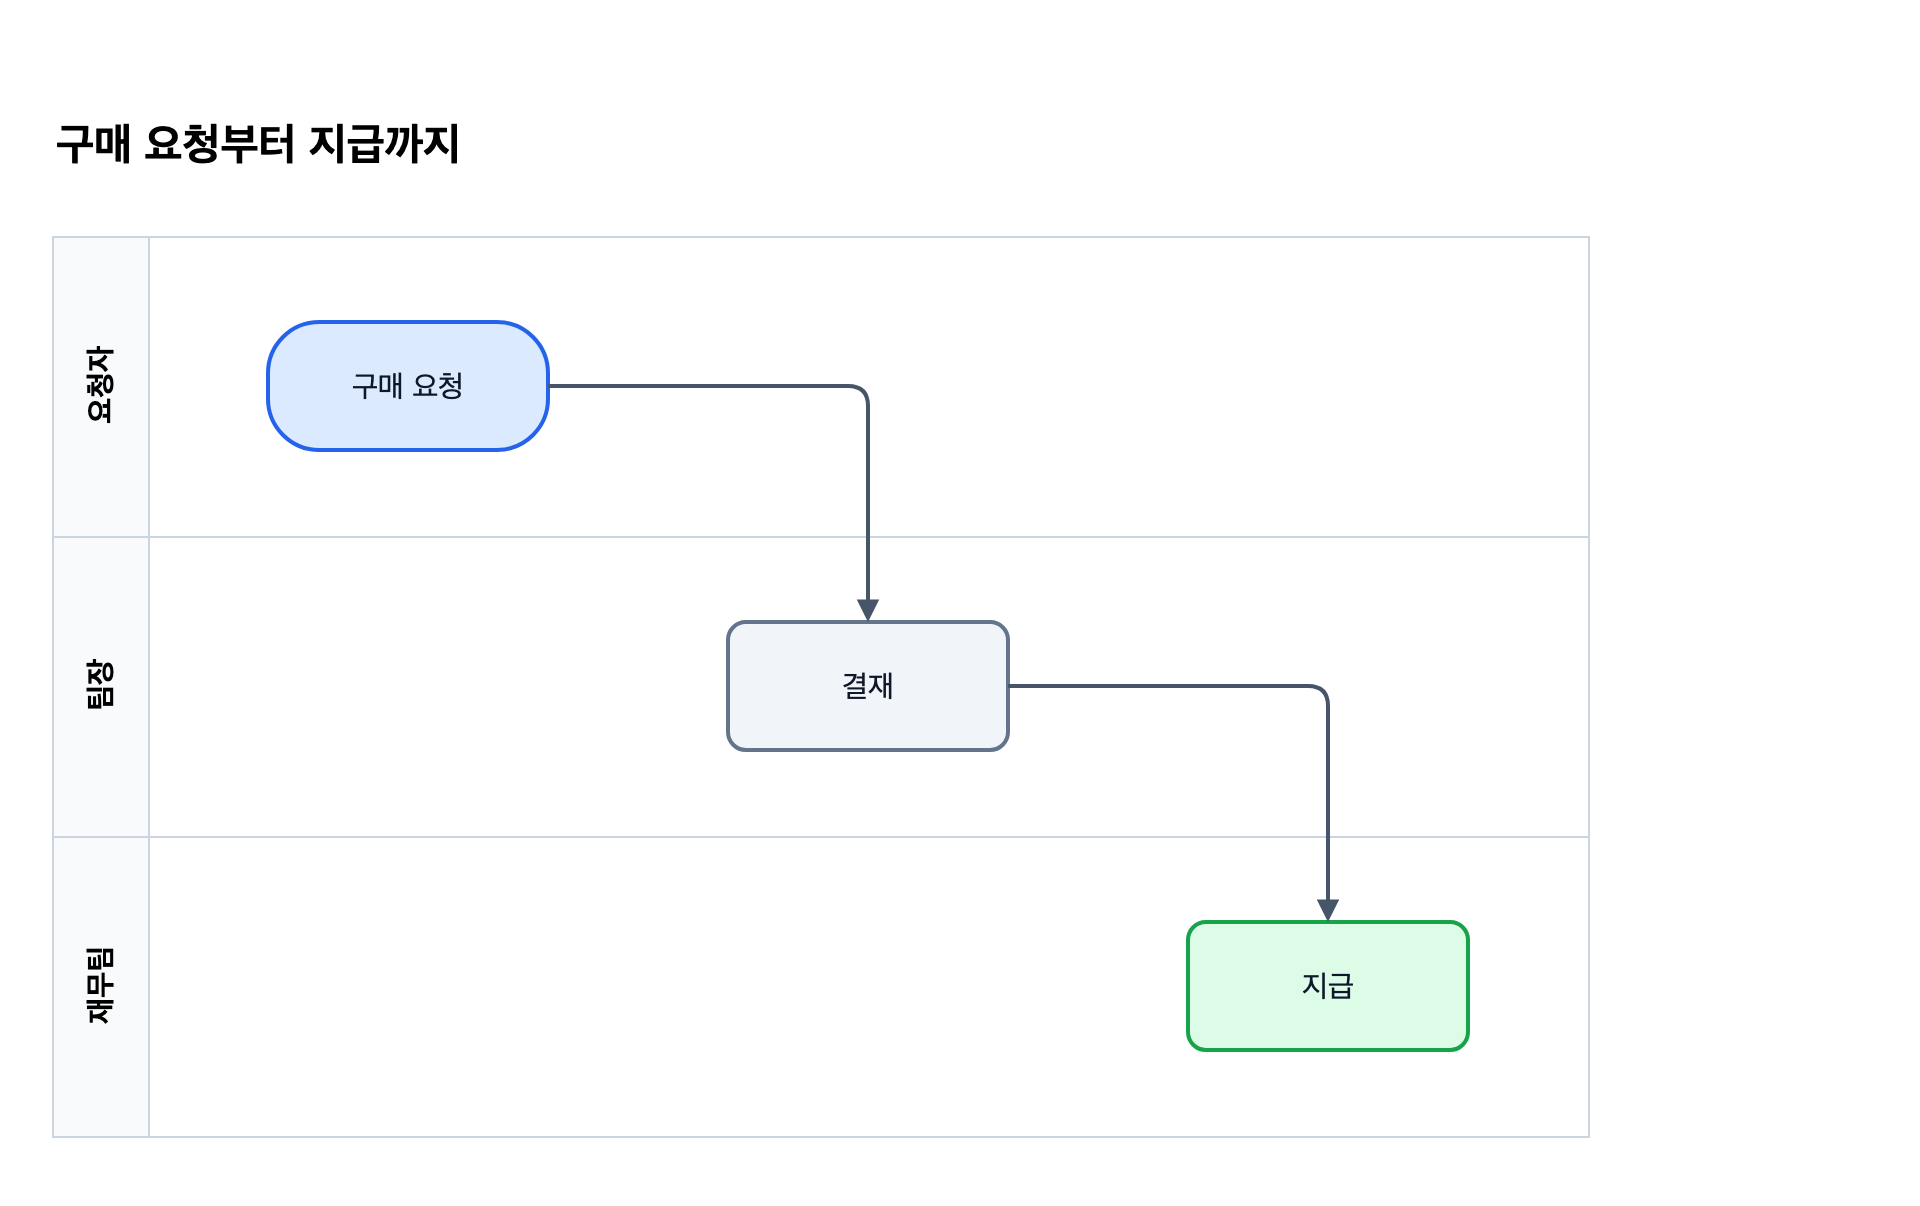 구매 요청부터 지급까지
요청자
구매 요청
팀장
결재
재무팀
지급